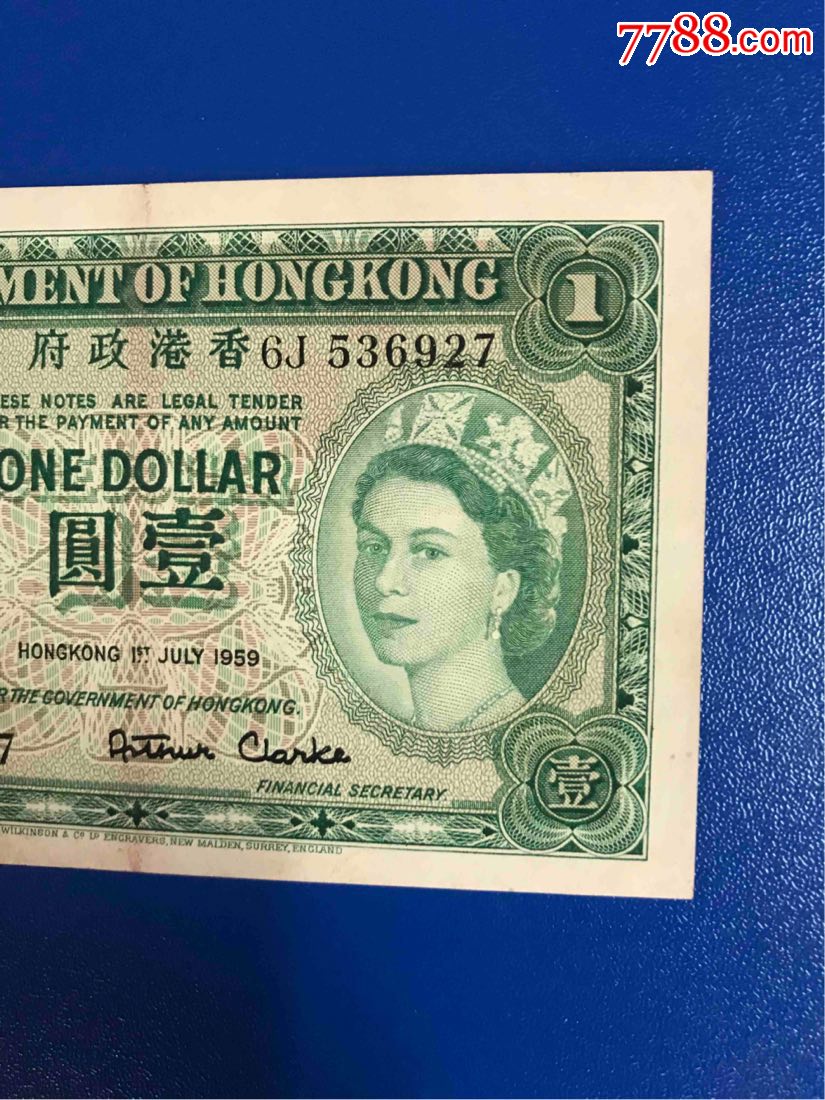 7788.com
MENT OF HONGKONG
1
府政港香 6J 536927
ESE NOTES ARE LEGAL TENDER
R THE PAYMENT OF ANY AMOUNT
ONE DOLLAR
圓壹
HONGKONG 1ST JULY 1959
R THE GOVERNMENT OF HONGKONG.
7
Arthur Clarke
FINANCIAL SECRETARY
壹
WILKINSON & Co LD ENGRAVERS, NEW MALDEN, SURREY, ENGLAND